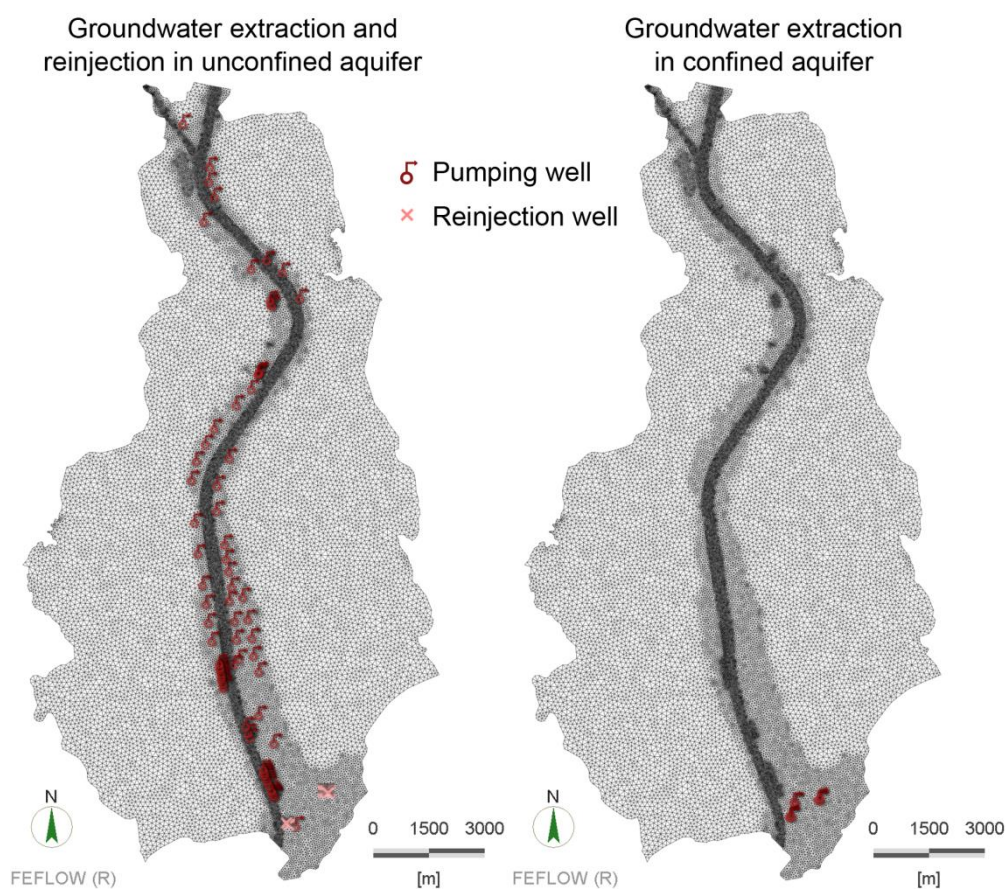 Groundwater extraction and
reinjection in unconfined aquifer
Groundwater extraction
in confined aquifer
Pumping well
Reinjection well
N
0 1500 3000
[m]
FEFLOW (R)
N
0 1500 3000
[m]
FEFLOW (R)